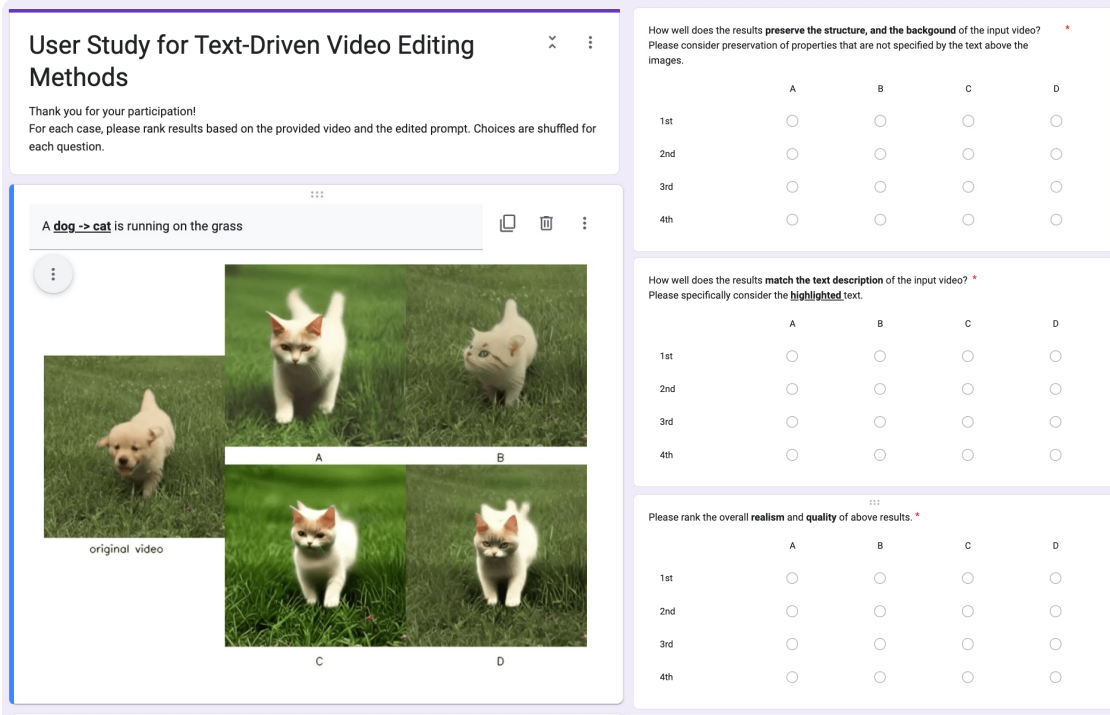 User Study for Text-Driven Video Editing
Methods
Thank you for your participation!
For each case, please rank results based on the provided video and the edited prompt. Choices are shuffled for
each question.
A dog -> cat is running on the grass
original video
A
B
C
D
How well does the results preserve the structure, and the backgound of the input video? *
Please consider preservation of properties that are not specified by the text above the
images.
A B C D
1st
2nd
3rd
4th
How well does the results match the text description of the input video? *
Please specifically consider the highlighted text.
A B C D
1st
2nd
3rd
4th
Please rank the overall realism and quality of above results. *
A B C D
1st
2nd
3rd
4th